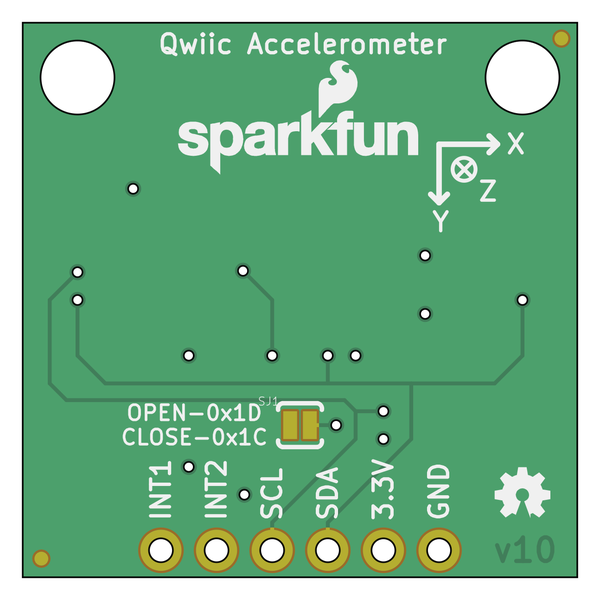 Qwiic Accelerometer
sparkfun
X
Z
Y
SJ1
OPEN-0x1D
CLOSE-0x1C
INT1
INT2
SCL
SDA
3.3V
GND
v10